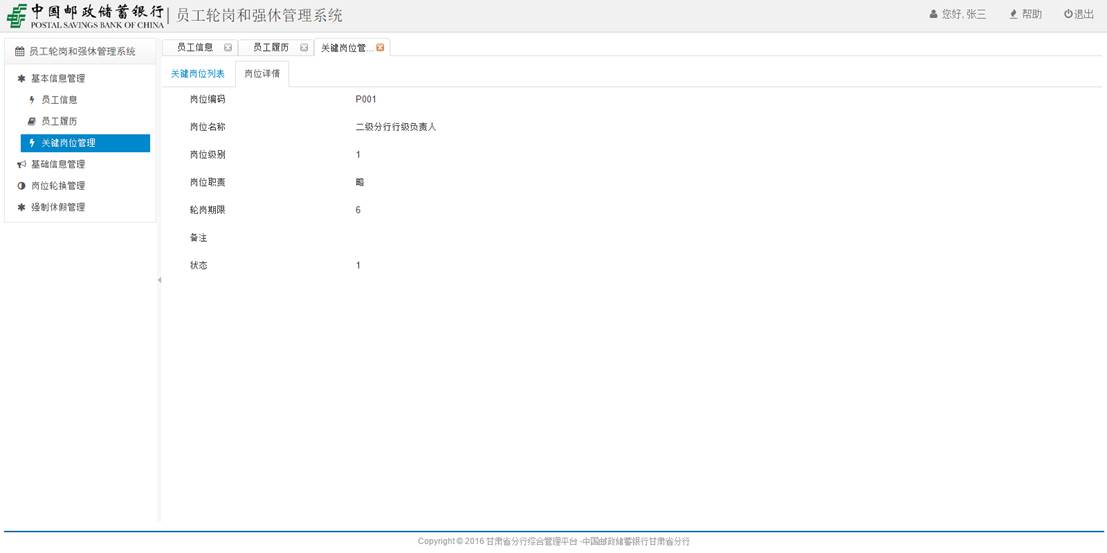 中国邮政储蓄银行 | 员工轮岗和强休管理系统
POSTAL SAVINGS BANK OF CHINA
您好, 张三 帮助 退出
员工轮岗和强休管理系统
基本信息管理
员工信息
员工履历
关键岗位管理
基础信息管理
岗位轮换管理
强制休假管理
员工信息 员工履历 关键岗位管...
关键岗位列表 岗位详情
岗位编码 P001
岗位名称 二级分行行级负责人
岗位级别 1
岗位职责 略
轮岗期限 6
备注
状态 1
Copyright © 2016 甘肃省分行综合管理平台 -中国邮政储蓄银行甘肃省分行